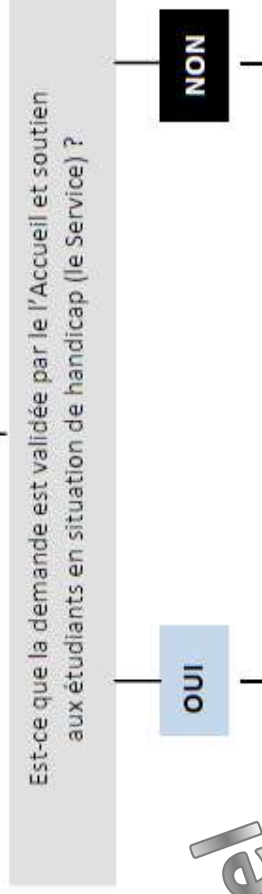 Est-ce que la demande est validée par le l'Accueil et soutien
aux étudiants en situation de handicap (le Service) ?
OUI
NON